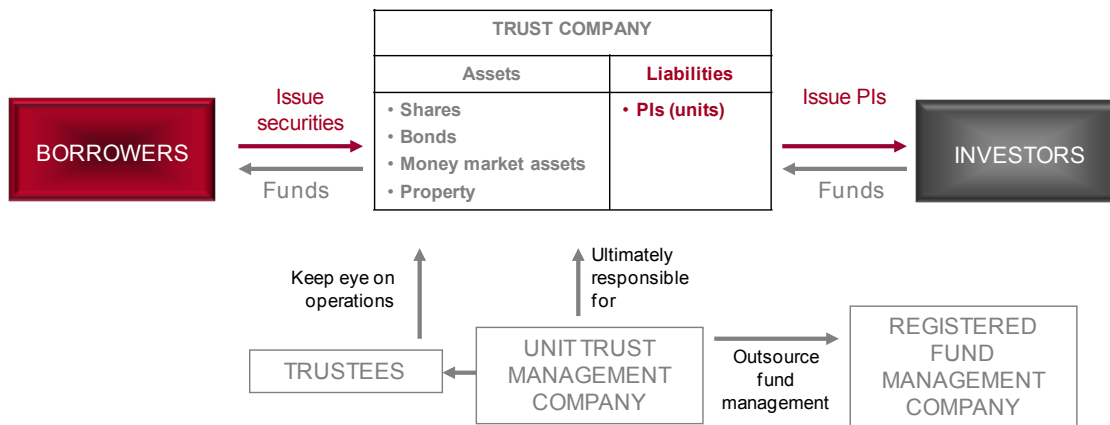 TRUST COMPANY
Assets
Liabilities
• Shares
• Bonds
• Money market assets
• Property
• PIs (units)
BORROWERS
Issue
securities
Funds
Issue PIs
Funds
INVESTORS
Keep eye on
operations
Ultimately
responsible
for
TRUSTEES
UNIT TRUST
MANAGEMENT
COMPANY
Outsource
fund
management
REGISTERED
FUND
MANAGEMENT
COMPANY